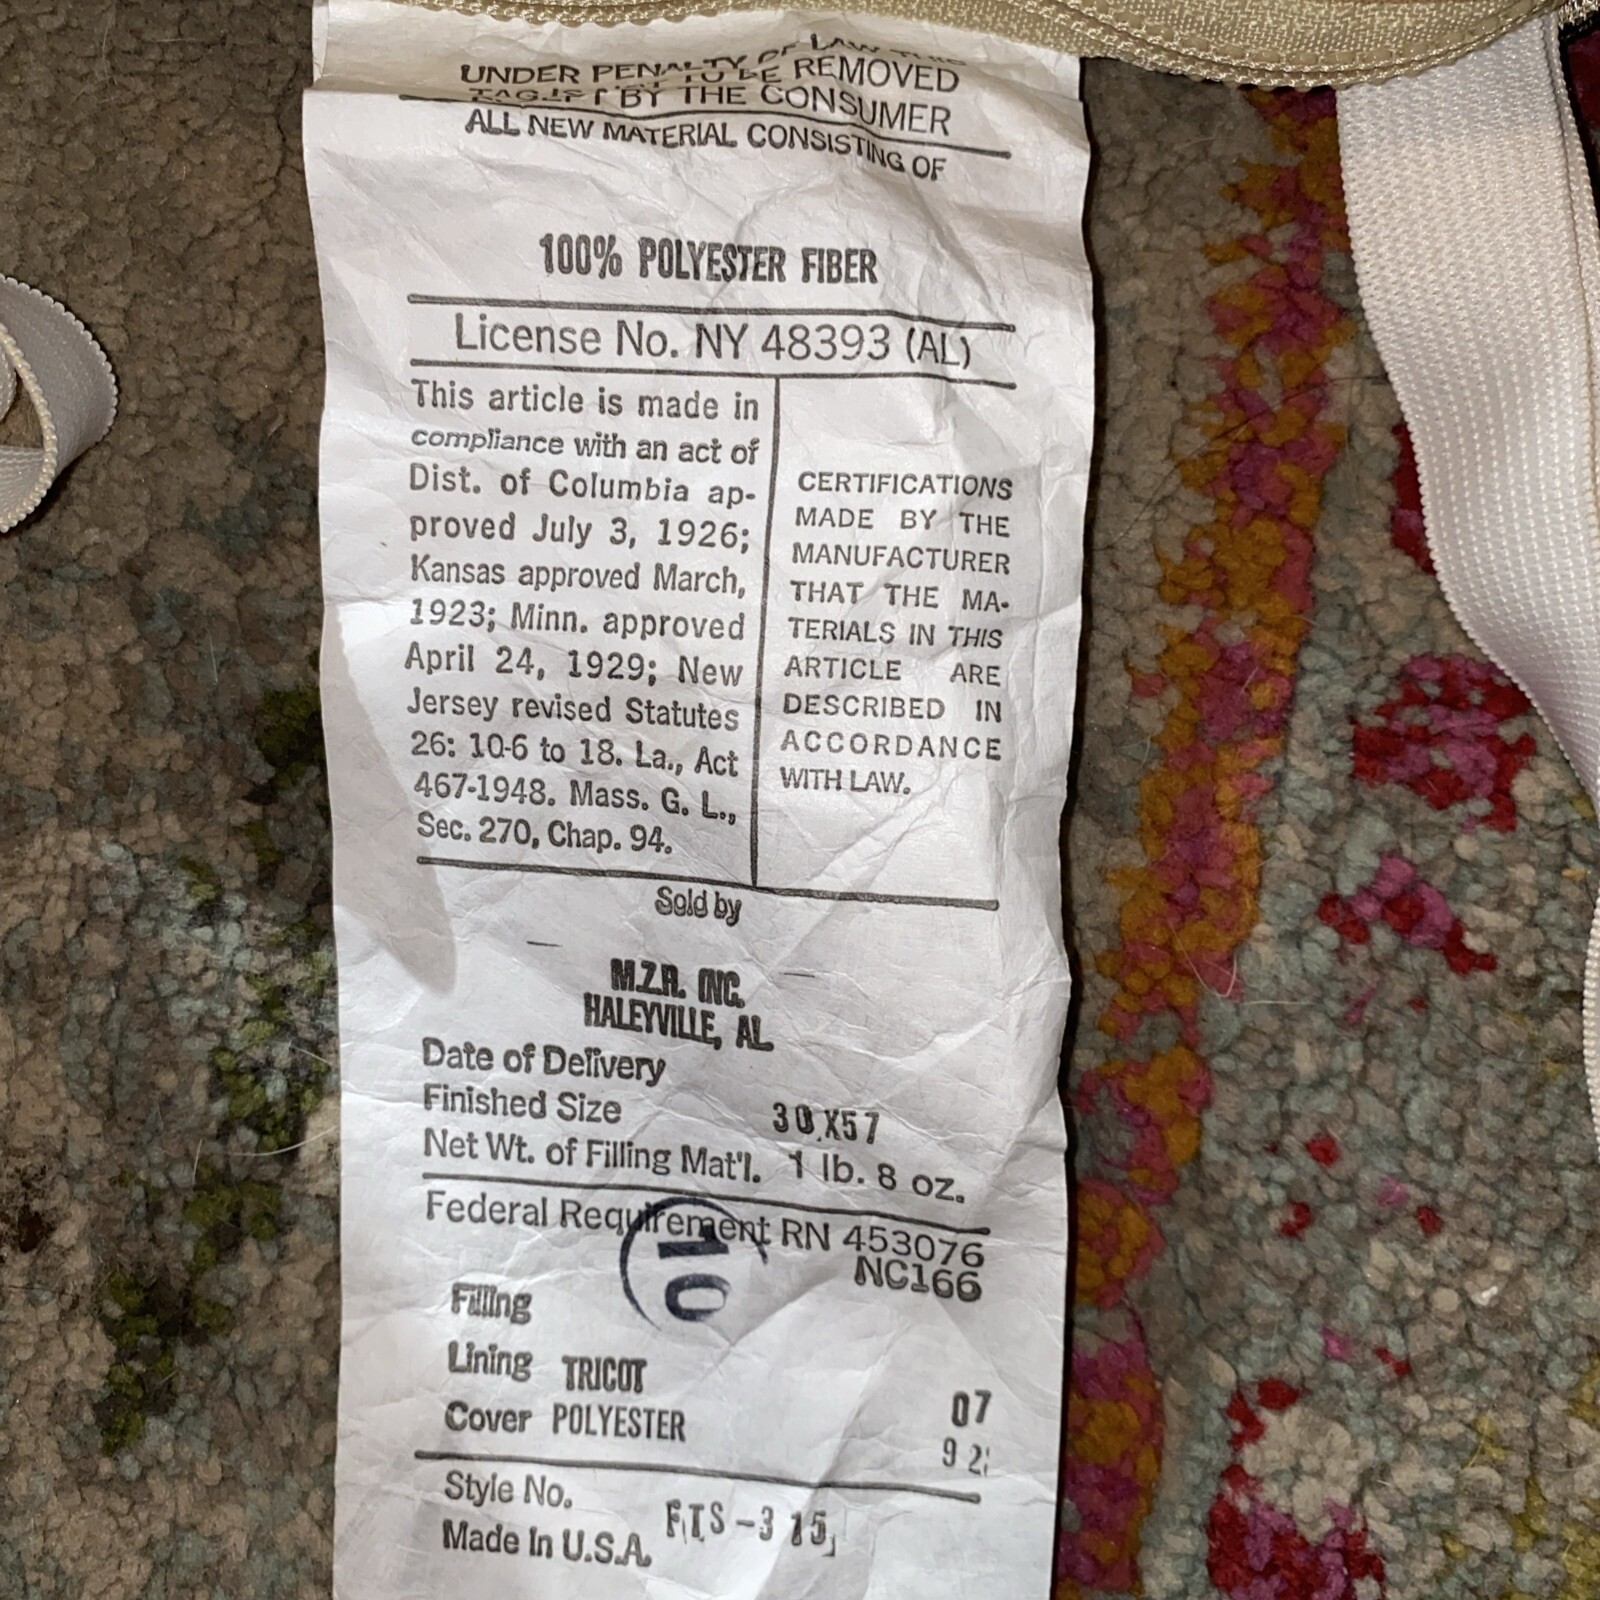 UNDER PENALTY OF LAW THIS
TAG IS NOT TO BE REMOVED
EXCEPT BY THE CONSUMER
ALL NEW MATERIAL CONSISTING OF
100% POLYESTER FIBER
License No. NY 48393 (AL)
This article is made in
compliance with an act of
Dist. of Columbia ap-
proved July 3, 1926;
Kansas approved March,
1923; Minn. approved
April 24, 1929; New
Jersey revised Statutes
26: 10-6 to 18. La., Act
467-1948. Mass. G. L.,
Sec. 270, Chap. 94.
CERTIFICATIONS
MADE BY THE
MANUFACTURER
THAT THE MA-
TERIALS IN THIS
ARTICLE ARE
DESCRIBED IN
ACCORDANCE
WITH LAW.
Sold by
M.Z.R. INC.
HALEYVILLE, AL
Date of Delivery
Finished Size 30X57
Net Wt. of Filling Mat'l. 1 lb. 8 oz.
Federal Requirement RN 453076
NC166
10
Filling
Lining TRICOT
Cover POLYESTER
07
92
Style No. FTS-315
Made In U.S.A.